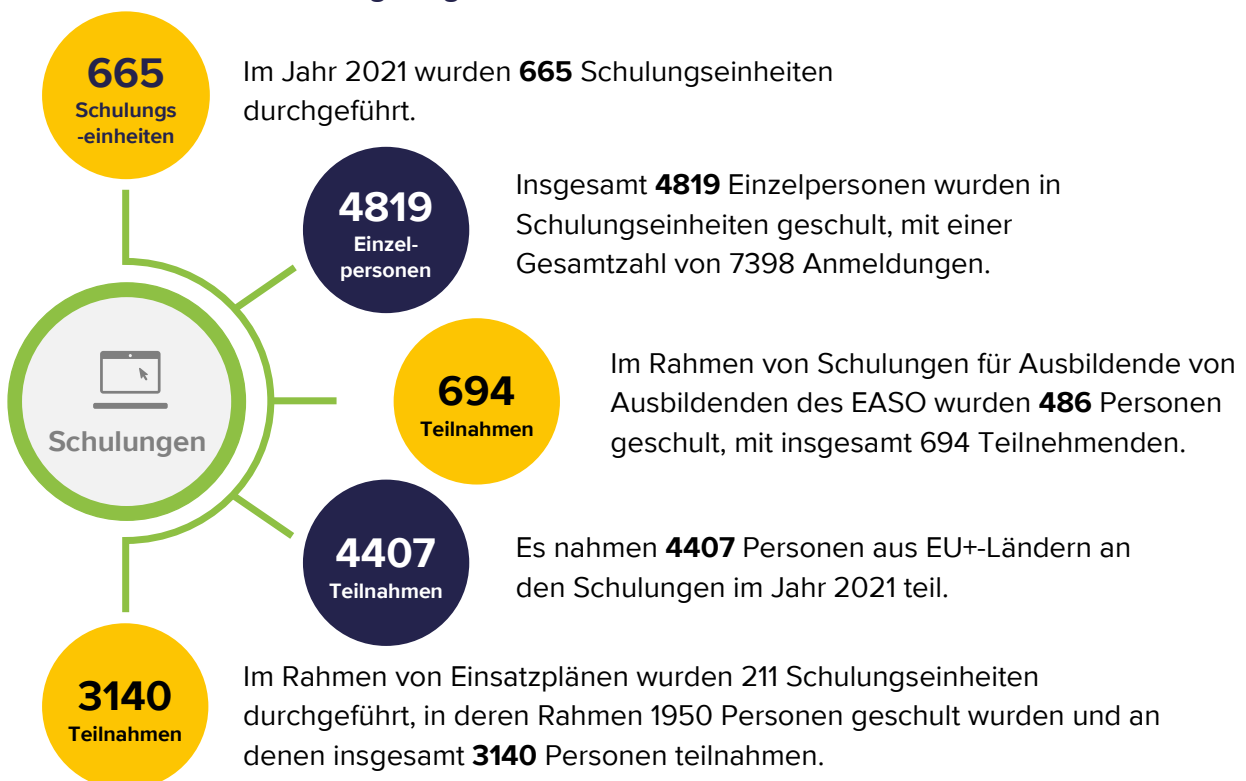 665
Schulungs
-einheiten
Im Jahr 2021 wurden 665 Schulungseinheiten
durchgeführt.
4819
Einzel-
personen
Insgesamt 4819 Einzelpersonen wurden in
Schulungseinheiten geschult, mit einer
Gesamtzahl von 7398 Anmeldungen.
Schulungen
694
Teilnahmen
Im Rahmen von Schulungen für Ausbildende von
Ausbildenden des EASO wurden 486 Personen
geschult, mit insgesamt 694 Teilnehmenden.
4407
Teilnahmen
Es nahmen 4407 Personen aus EU+-Ländern an
den Schulungen im Jahr 2021 teil.
3140
Teilnahmen
Im Rahmen von Einsatzplänen wurden 211 Schulungseinheiten
durchgeführt, in deren Rahmen 1950 Personen geschult wurden und an
denen insgesamt 3140 Personen teilnahmen.